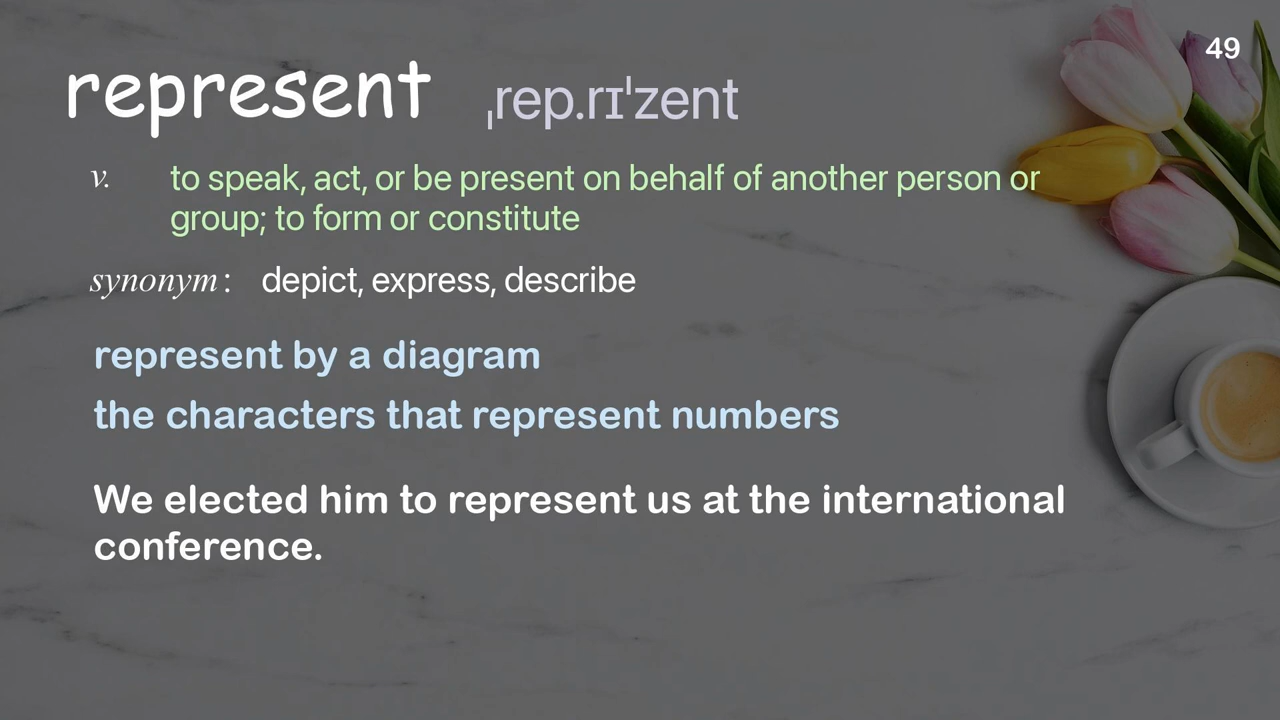 49
represent ˌrep.rɪˈzent
v. to speak, act, or be present on behalf of another person or
group; to form or constitute
synonym: depict, express, describe
represent by a diagram
the characters that represent numbers
We elected him to represent us at the international
conference.